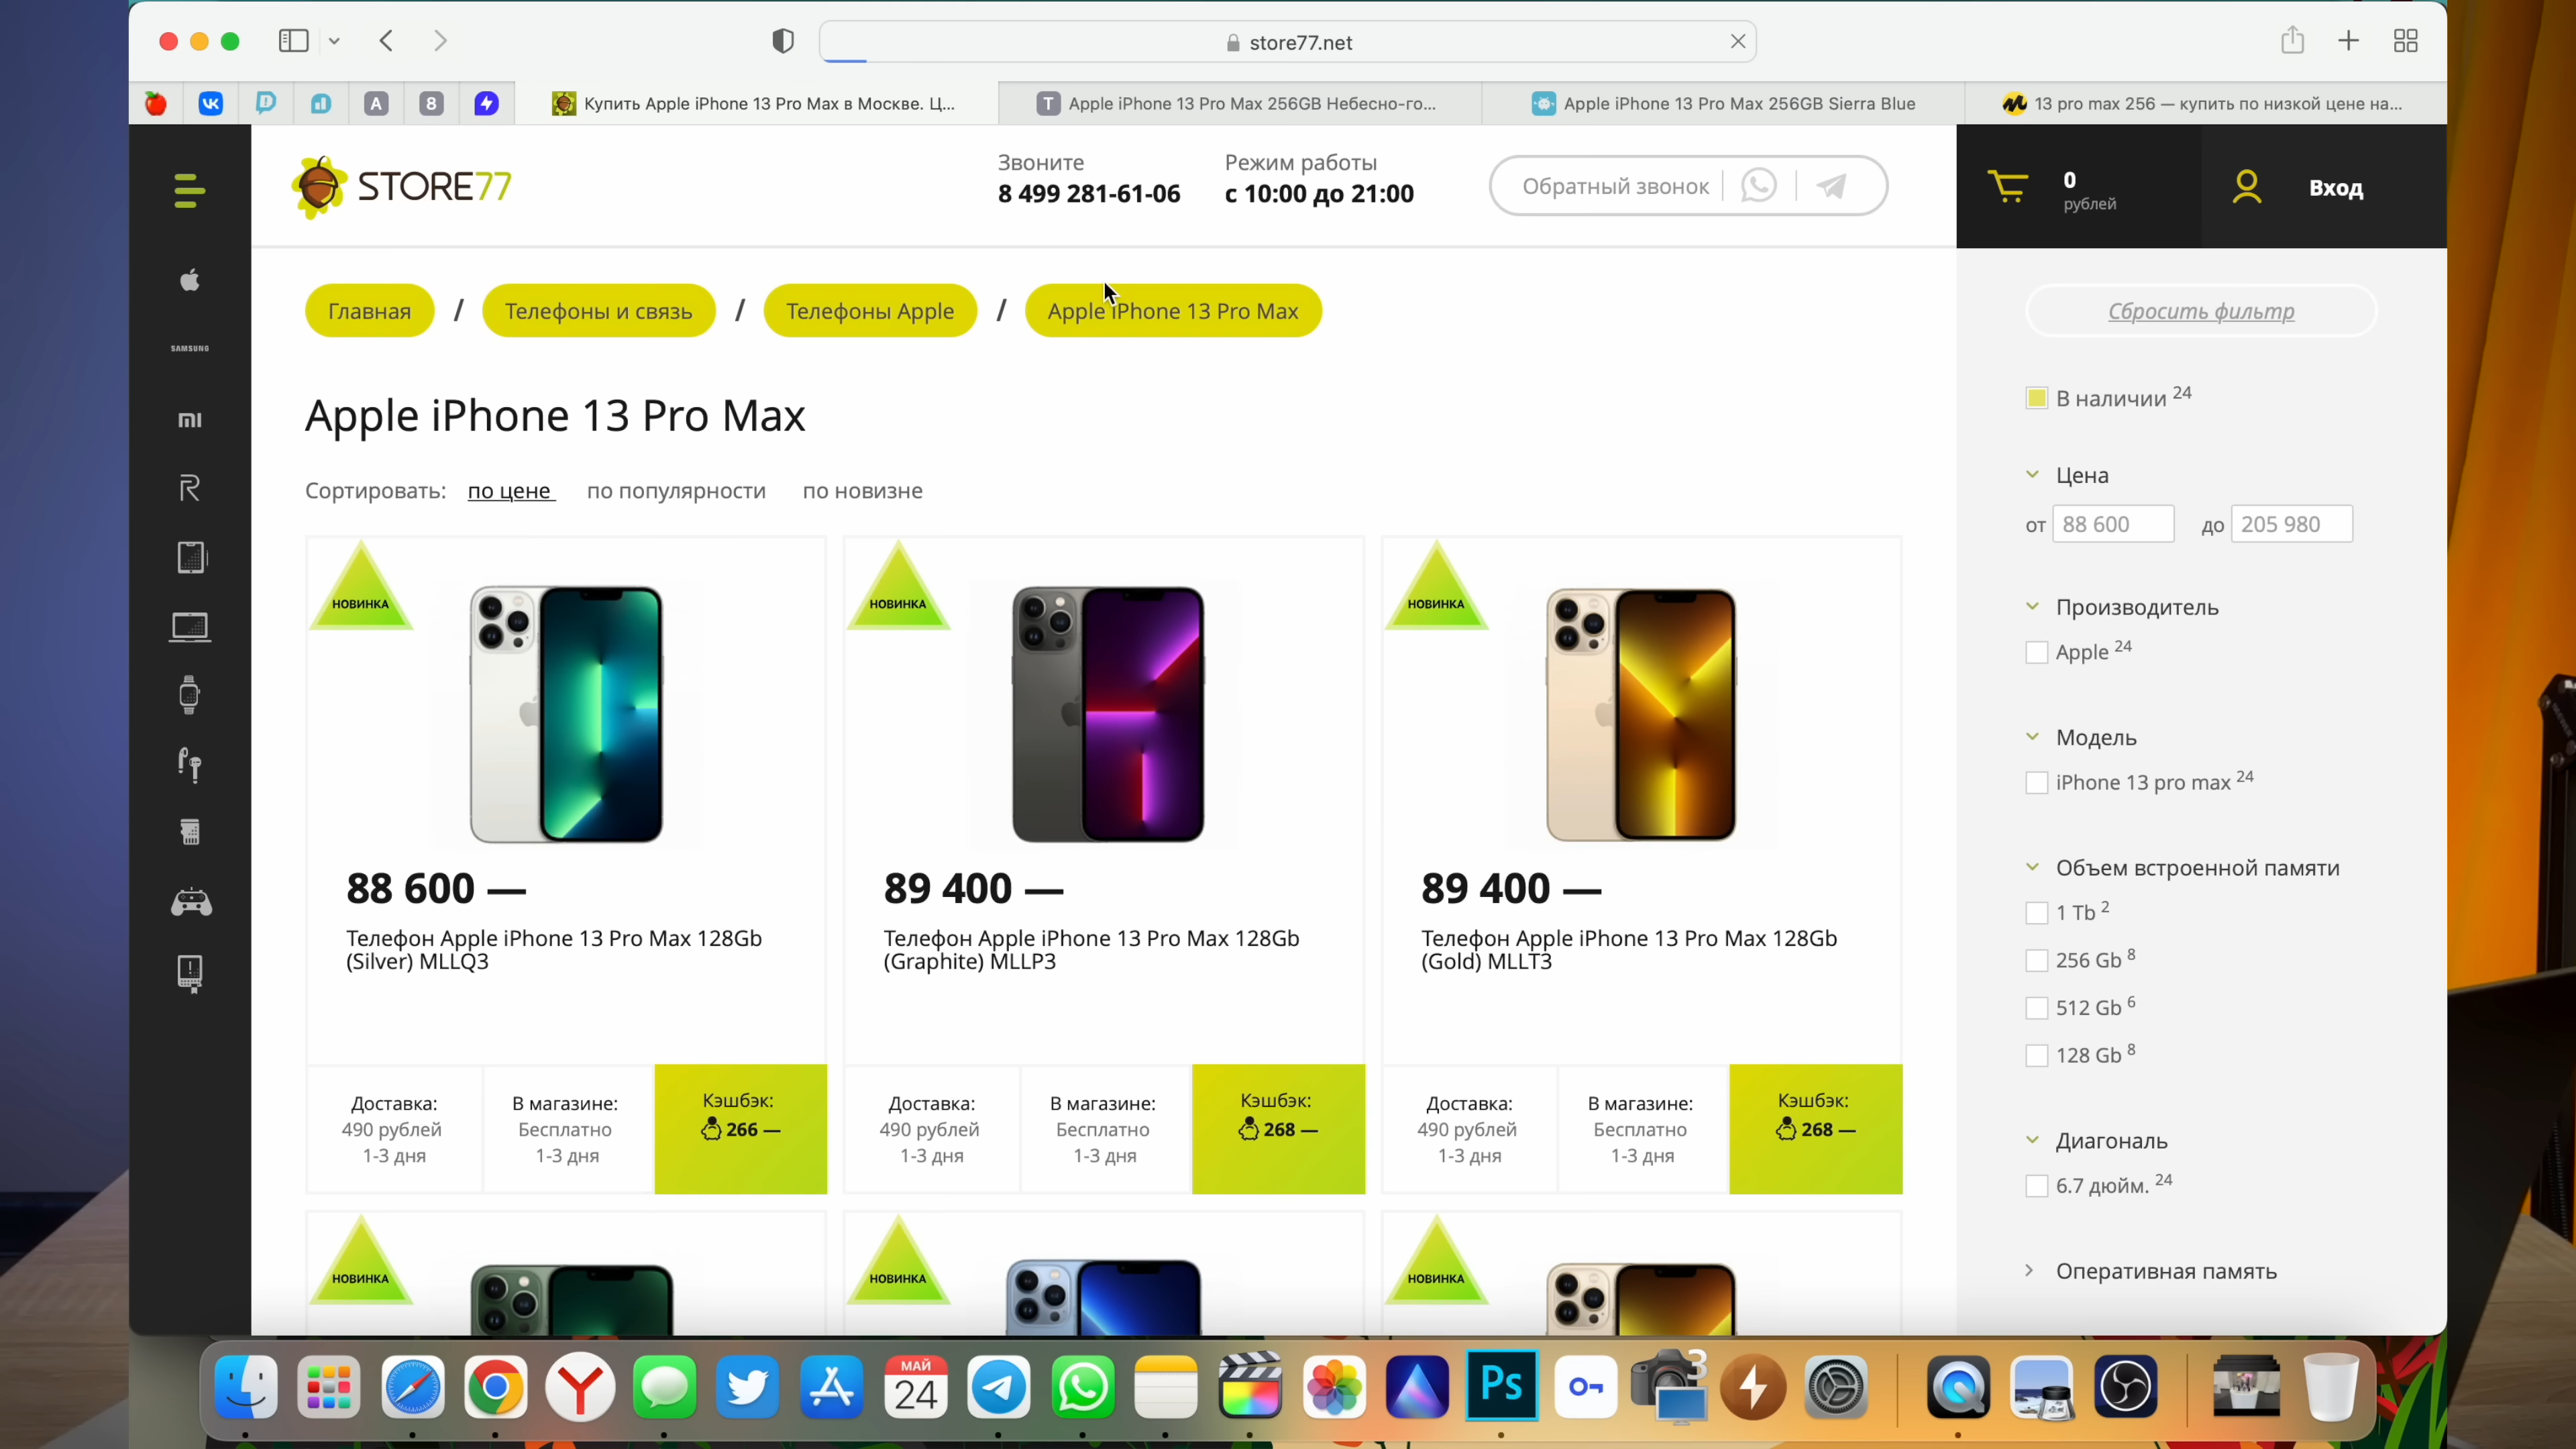 store77.net
Купить Apple iPhone 13 Pro Max в Москве. Ц...
Apple iPhone 13 Pro Max 256GB Небесно-го...
Apple iPhone 13 Pro Max 256GB Sierra Blue
13 pro max 256 — купить по низкой цене на...
STORE77
Звоните
8 499 281-61-06
Режим работы
с 10:00 до 21:00
Обратный звонок
0
рублей
Вход
SAMSUNG
Главная / Телефоны и связь / Телефоны Apple / Apple iPhone 13 Pro Max
Apple iPhone 13 Pro Max
Сортировать: по цене по популярности по новизне
НОВИНКА
88 600 —
Телефон Apple iPhone 13 Pro Max 128Gb
(Silver) MLLQ3
Доставка:
490 рублей
1-3 дня
В магазине:
Бесплатно
1-3 дня
Кэшбэк:
266 —
НОВИНКА
89 400 —
Телефон Apple iPhone 13 Pro Max 128Gb
(Graphite) MLLP3
Доставка:
490 рублей
1-3 дня
В магазине:
Бесплатно
1-3 дня
Кэшбэк:
268 —
НОВИНКА
89 400 —
Телефон Apple iPhone 13 Pro Max 128Gb
(Gold) MLLT3
Доставка:
490 рублей
1-3 дня
В магазине:
Бесплатно
1-3 дня
Кэшбэк:
268 —
НОВИНКА
НОВИНКА
НОВИНКА
Сбросить фильтр
В наличии 24
Цена
от 88 600 до 205 980
Производитель
Apple 24
Модель
iPhone 13 pro max 24
Объем встроенной памяти
1 Tb 2
256 Gb 8
512 Gb 6
128 Gb 8
Диагональ
6.7 дюйм. 24
Оперативная память
МАЙ
24
Ps
3